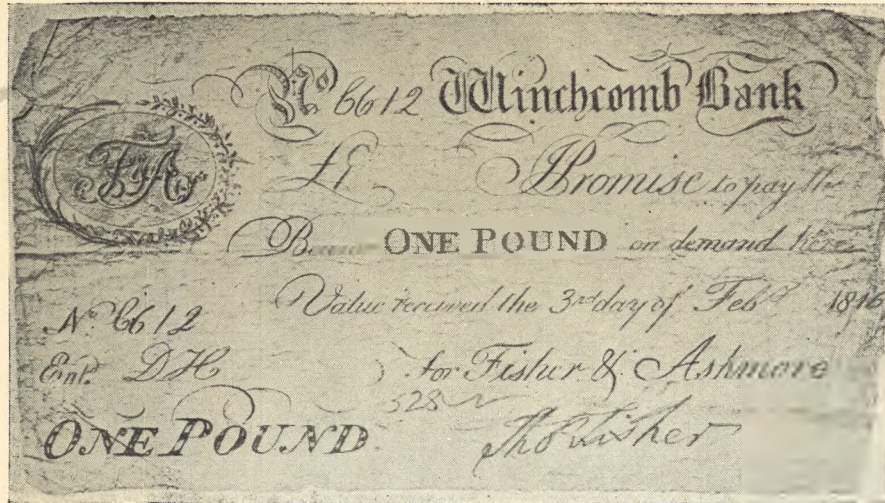 No 6612 Winchcomb Bank
F & A
£1 I Promise to pay the
ONE POUND on demand here
Value received the 3rd day of Feby 1816
No 6612
Ent. DH for Fisher & Ashmore
528
ONE POUND Thos Fisher